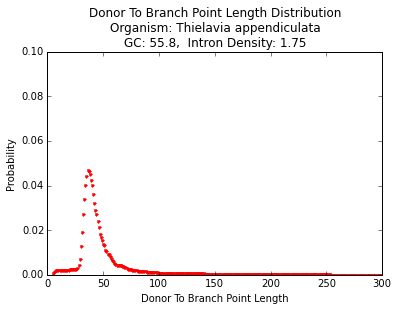 Donor To Branch Point Length Distribution
Organism: Thielavia appendiculata
GC: 55.8,  Intron Density: 1.75
0.10
0.08
0.06
0.04
0.02
0.00
Probability
0 50 100 150 200 250 300
Donor To Branch Point Length